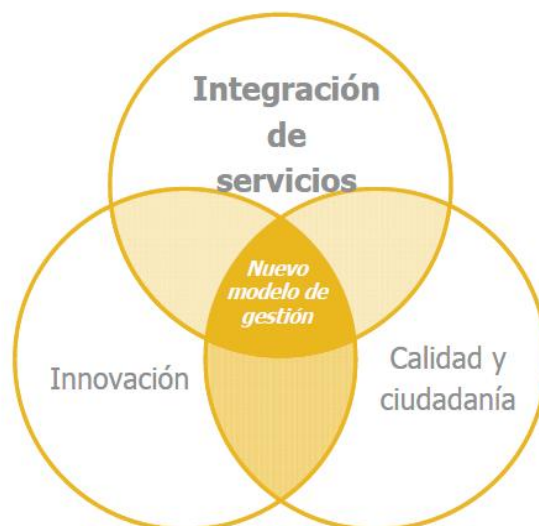 Integración
de
servicios
Nuevo
modelo de
gestión
Innovación
Calidad y
ciudadanía